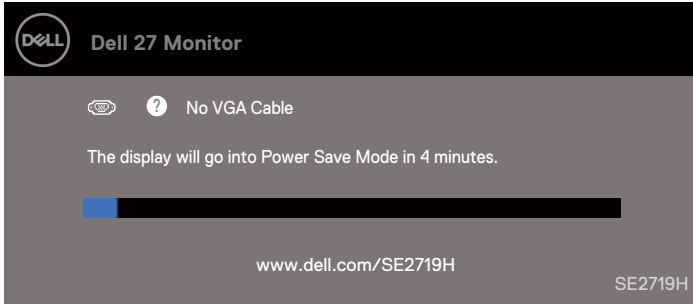 DELL
Dell 27 Monitor
? No VGA Cable
The display will go into Power Save Mode in 4 minutes.
www.dell.com/SE2719H
SE2719H